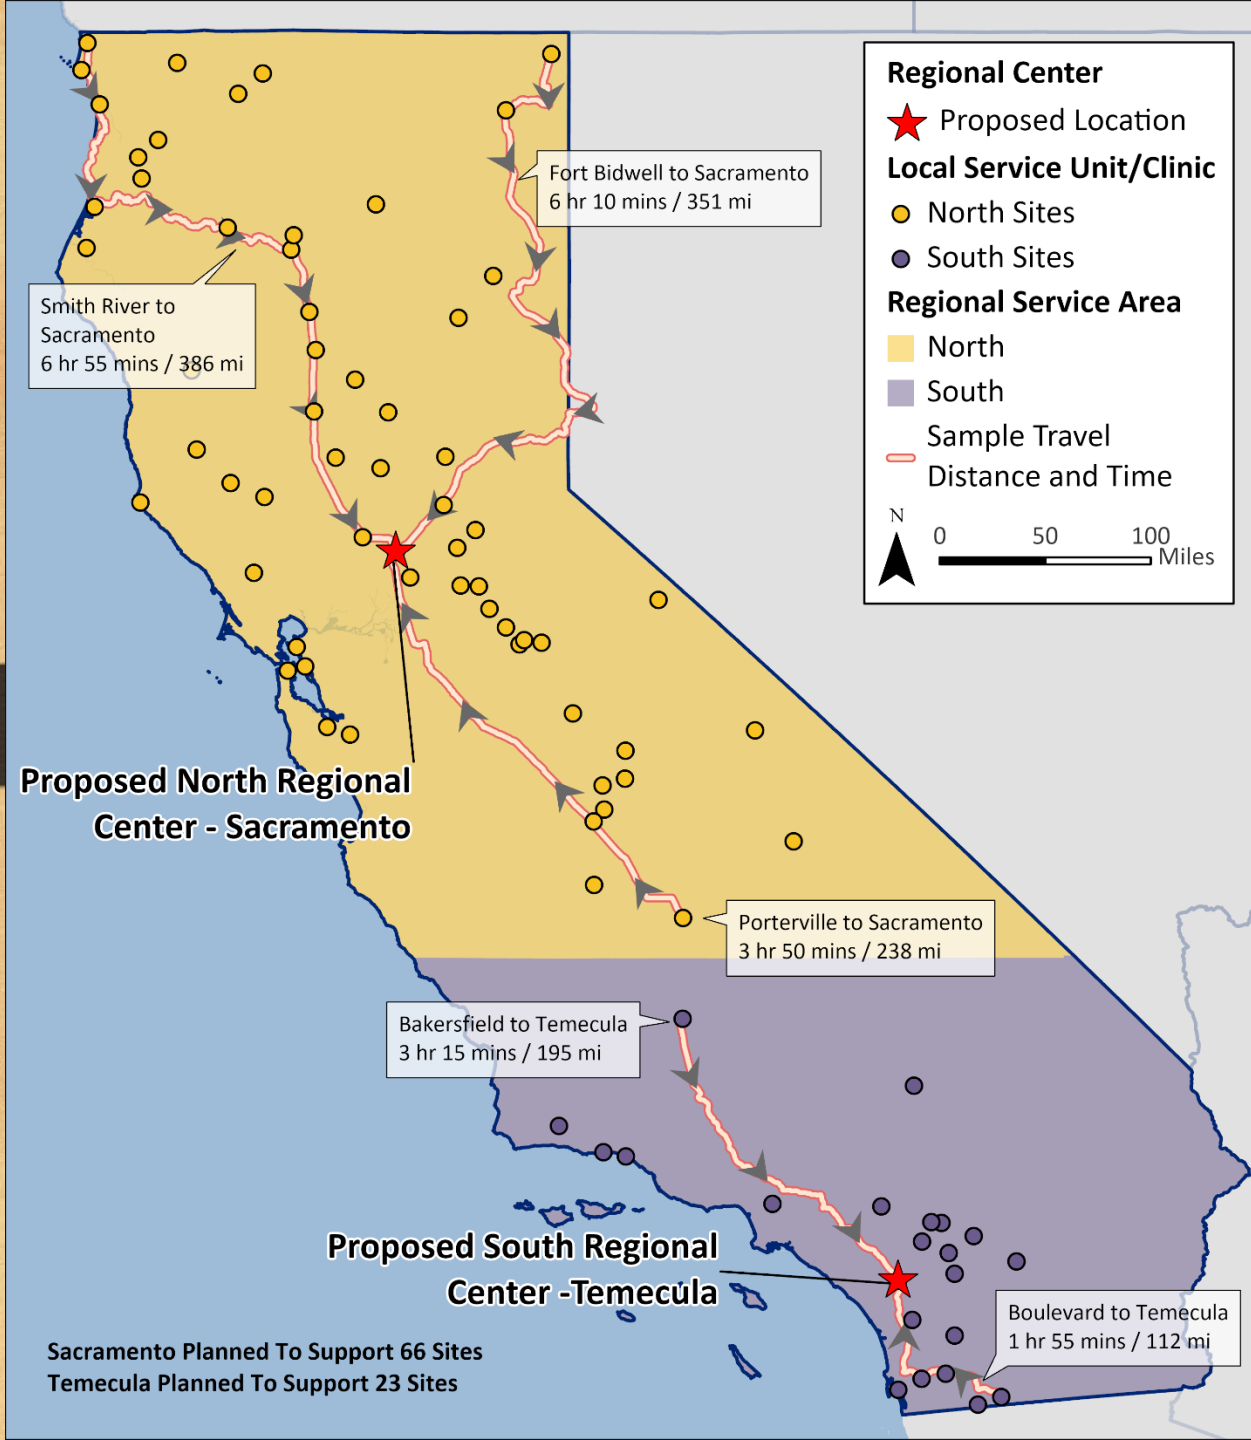 Regional Center
Proposed Location
Local Service Unit/Clinic
North Sites
South Sites
Regional Service Area
North
South
Sample Travel
Distance and Time
N
0 50 100
Miles
Fort Bidwell to Sacramento
6 hr 10 mins / 351 mi
Smith River to
Sacramento
6 hr 55 mins / 386 mi
Proposed North Regional
Center - Sacramento
Porterville to Sacramento
3 hr 50 mins / 238 mi
Bakersfield to Temecula
3 hr 15 mins / 195 mi
Proposed South Regional
Center -Temecula
Boulevard to Temecula
1 hr 55 mins / 112 mi
Sacramento Planned To Support 66 Sites
Temecula Planned To Support 23 Sites